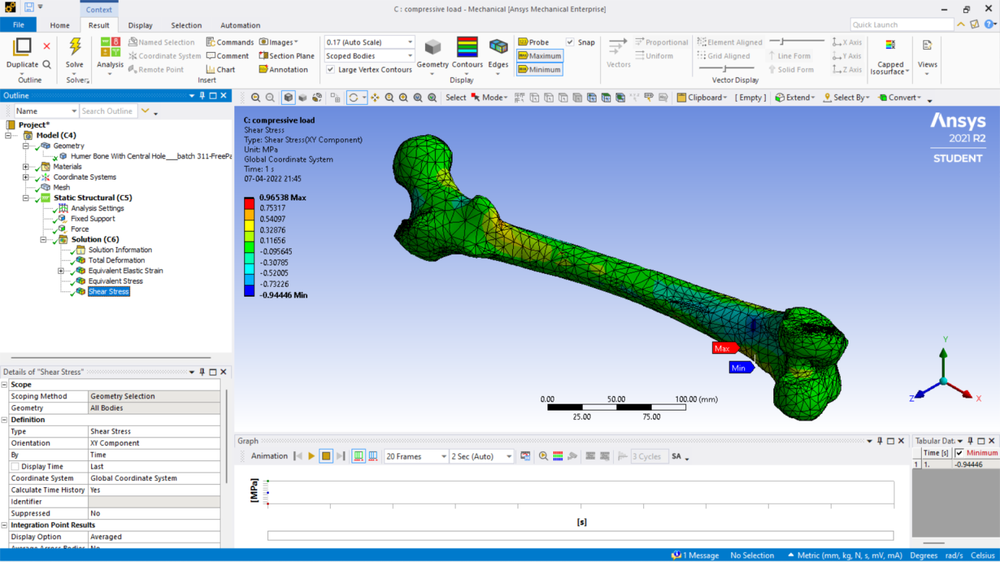 C : compressive load - Mechanical [Ansys Mechanical Enterprise]
Context
File Home Result Display Selection Automation
Quick Launch
Duplicate
Outline
Solve
Solver
Analysis
Named Selection
Coordinate System
Remote Point
Commands
Comment
Chart
Images
Section Plane
Annotation
Insert
0.17 (Auto Scale)
Scoped Bodies
Large Vertex Contours
Geometry Contours Edges
Probe
Maximum
Minimum
Snap
Display
Vectors
Proportional
Uniform
Element Aligned
Grid Aligned
Line Form
Solid Form
X Axis
Y Axis
Z Axis
Vector Display
Capped
Isosurface
Views
Outline
Name
Search Outline
Select Mode
Clipboard [ Empty ] Extend Select By Convert
Project*
Model (C4)
Geometry
Humer Bone With Central Hole___batch 311-FreePa
Materials
Coordinate Systems
Mesh
Static Structural (C5)
Analysis Settings
Fixed Support
Force
Solution (C6)
Solution Information
Total Deformation
Equivalent Elastic Strain
Equivalent Stress
Shear Stress
C: compressive load
Shear Stress
Type: Shear Stress(XY Component)
Unit: MPa
Global Coordinate System
Time: 1 s
07-04-2022 21:45
0.96538 Max
0.75317
0.54097
0.32876
0.11656
-0.095645
-0.30785
-0.52005
-0.73226
-0.94446 Min
Ansys
2021 R2
STUDENT
Max
Min
0.00 50.00 100.00 (mm)
25.00 75.00
Y
Z X
Details of "Shear Stress"
Scope
Scoping Method Geometry Selection
Geometry All Bodies
Definition
Type Shear Stress
Orientation XY Component
By Time
Display Time Last
Coordinate System Global Coordinate System
Calculate Time History Yes
Identifier
Suppressed No
Integration Point Results
Display Option Averaged
Average Across Bodies No
Graph
Animation 20 Frames 2 Sec (Auto) 3 Cycles SA
[MPa]
[s]
Tabular Dat
Time [s] Minimum
1 1. -0.94446
1 Message No Selection Metric (mm, kg, N, s, mV, mA) Degrees rad/s Celsius